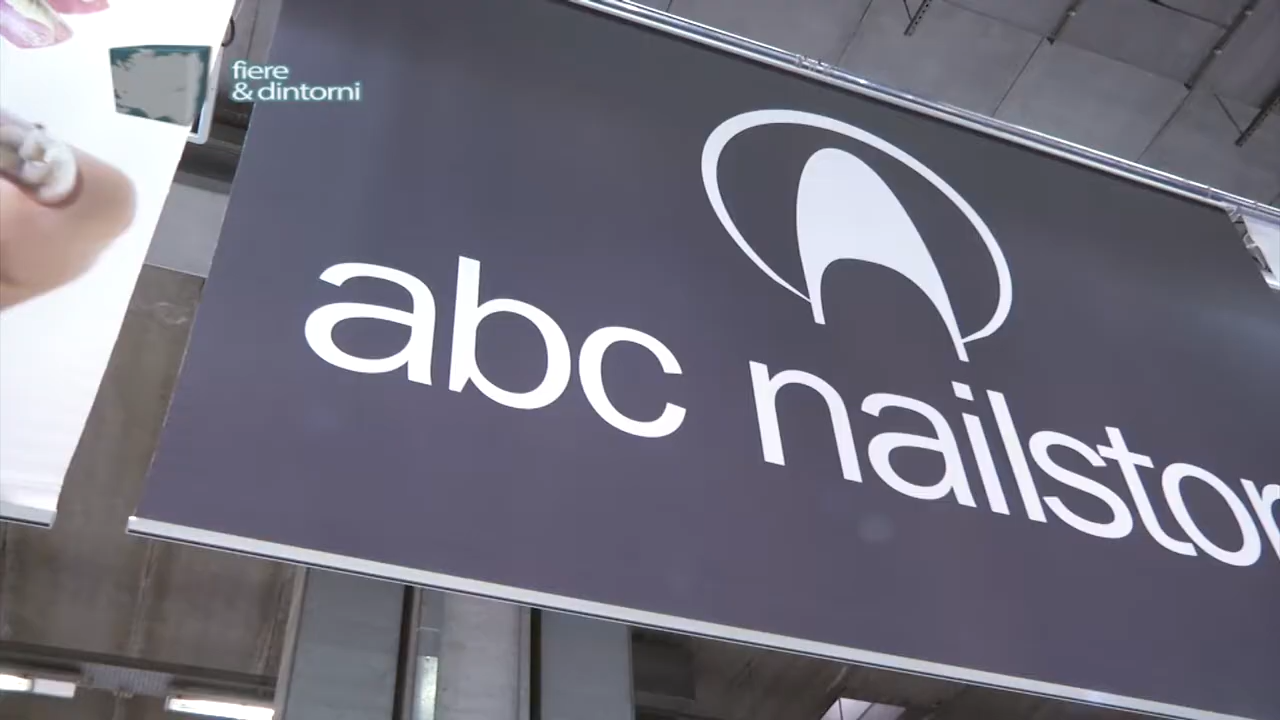 fiere
& dintorni
abc nailstor